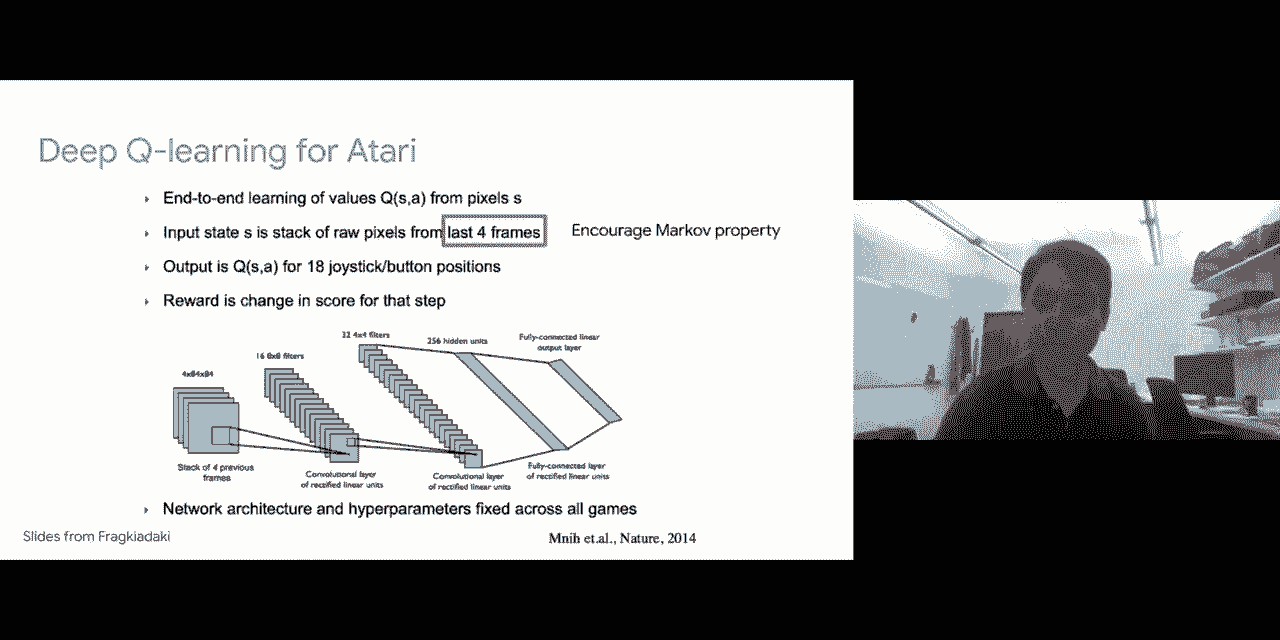 Deep Q-learning for Atari
End-to-end learning of values Q(s,a) from pixels s
Input state s is stack of raw pixels from last 4 frames
Encourage Markov property
Output is Q(s,a) for 18 joystick/button positions
Reward is change in score for that step
32 4x4 filters
256 hidden units
Fully-connected linear
output layer
16 8x8 filters
4x84x84
Stack of 4 previous
frames
Convolutional layer
of rectified linear units
Convolutional layer
of rectified linear units
Fully-connected layer
of rectified linear units
Network architecture and hyperparameters fixed across all games
Slides from Fragkiadaki
Mnih et.al., Nature, 2014